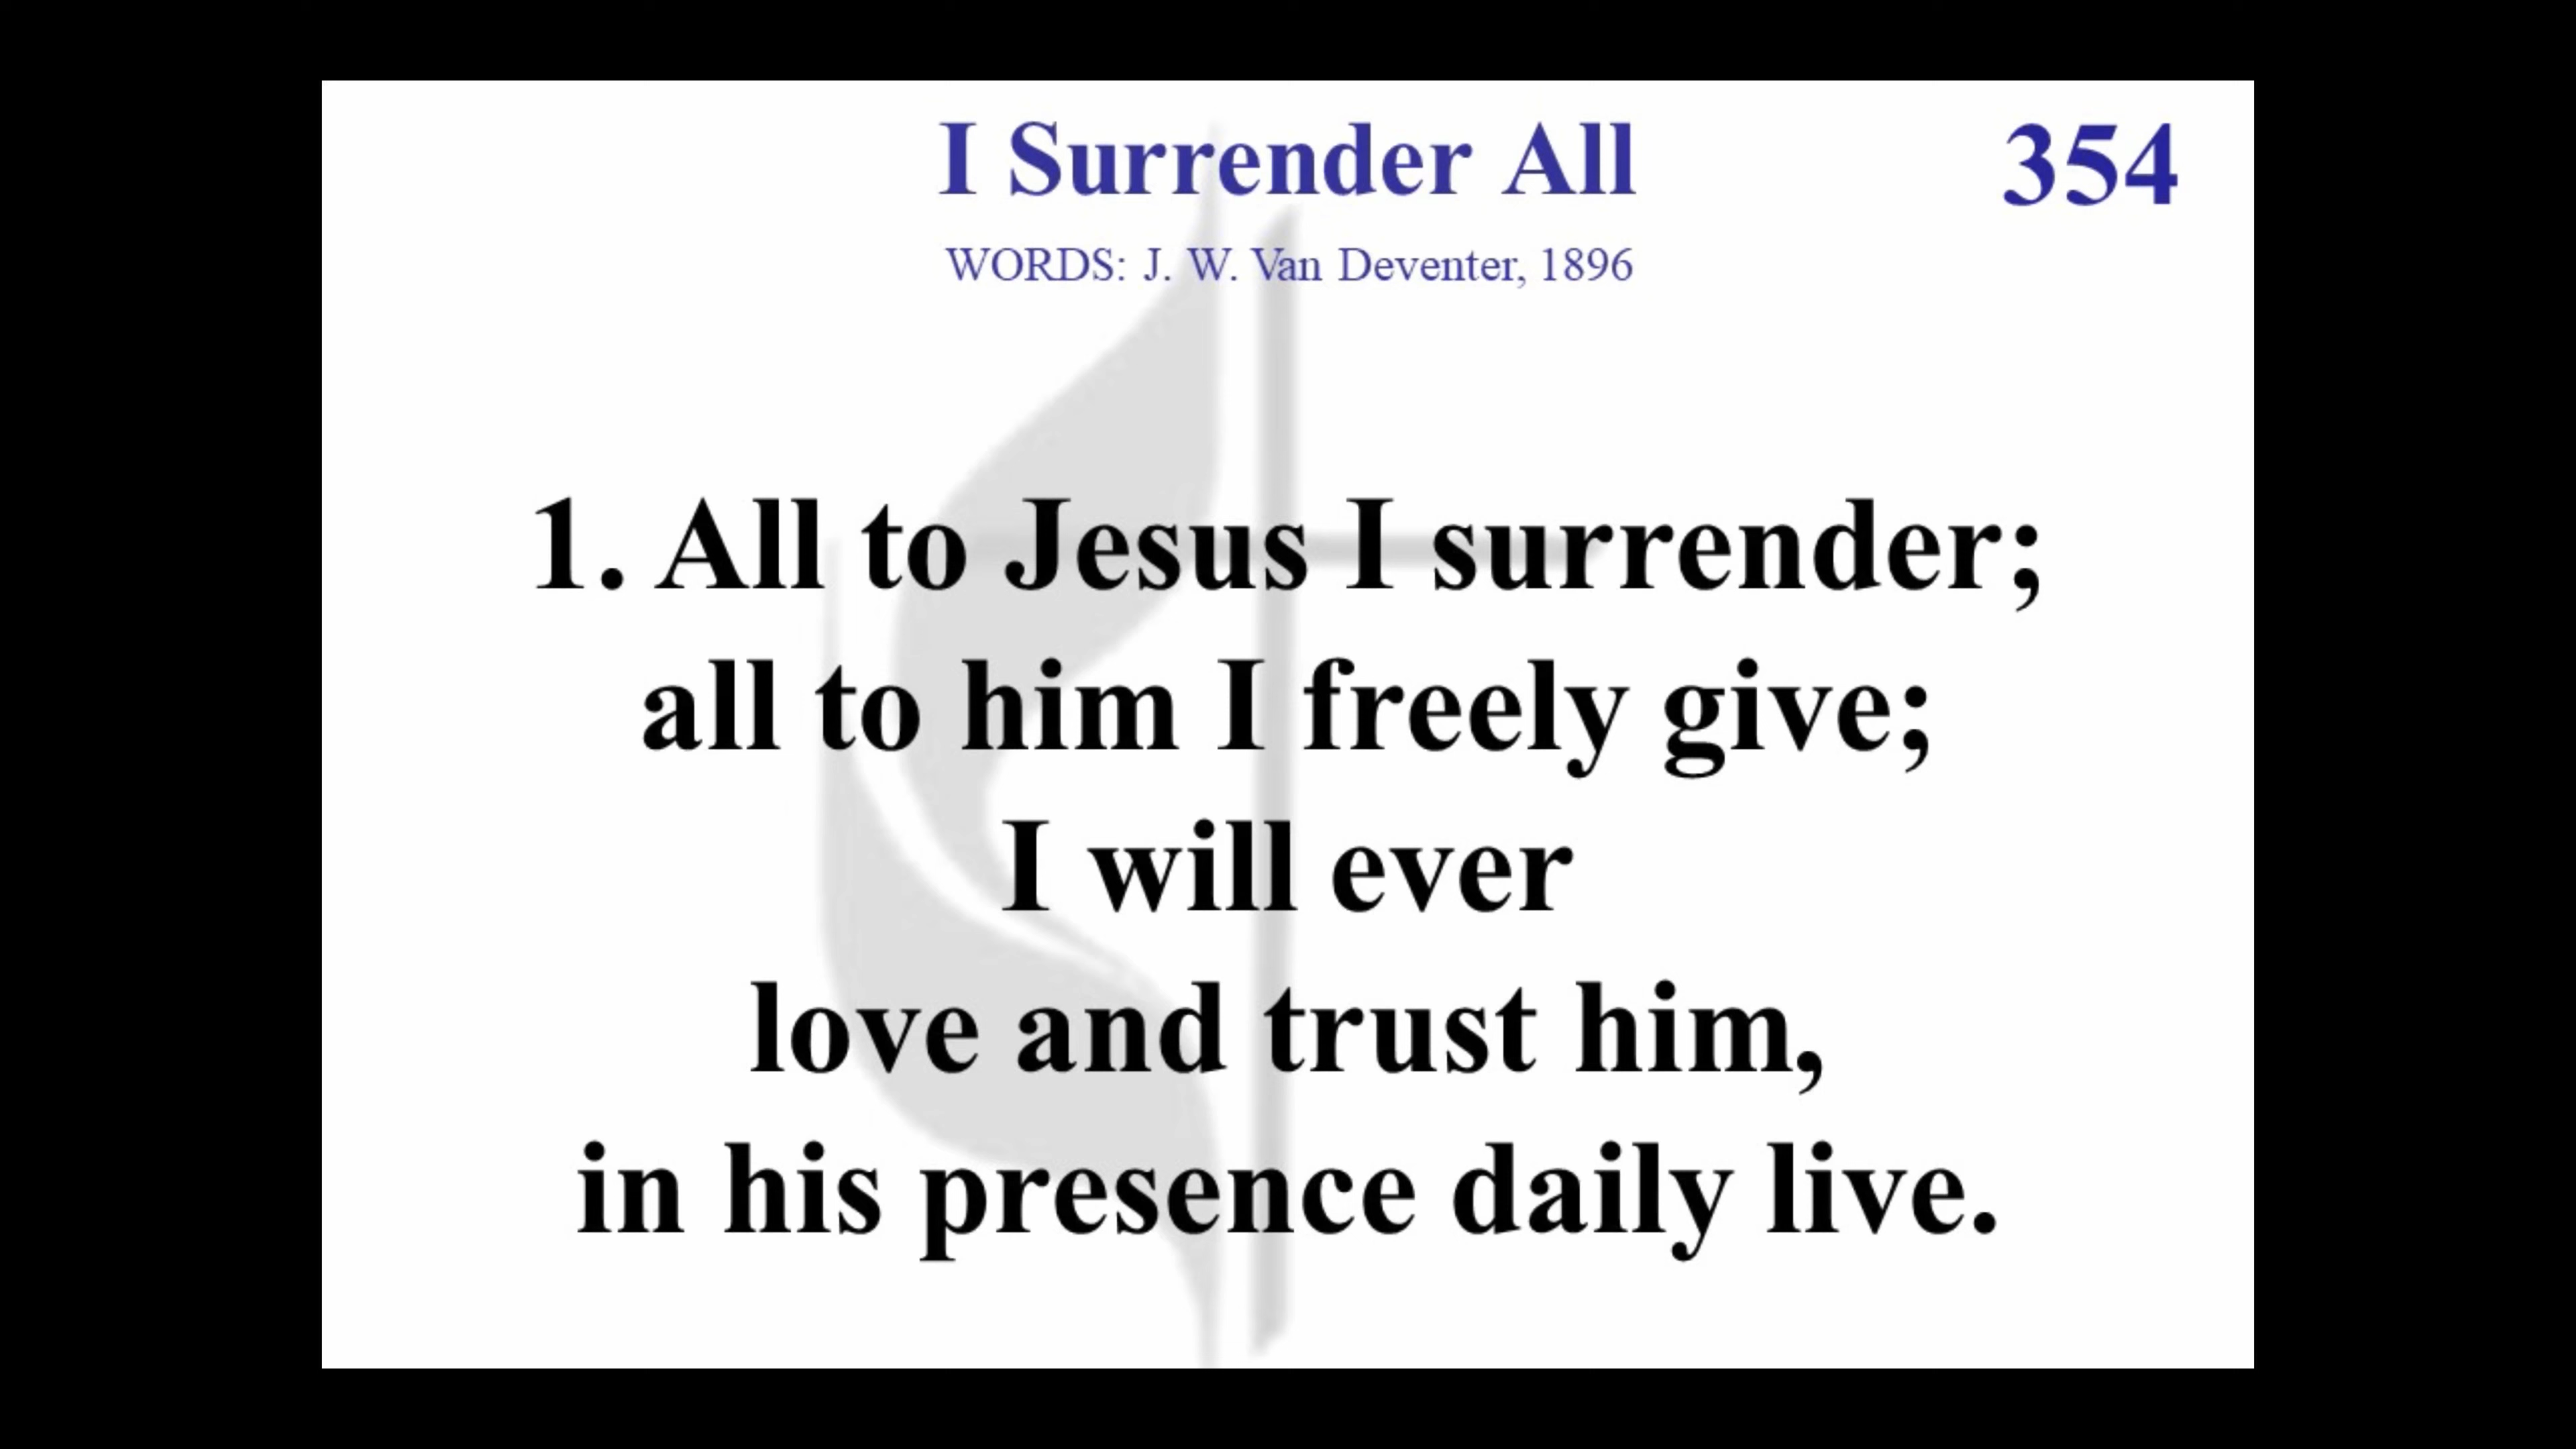 I Surrender All
354
WORDS: J. W. Van Deventer, 1896
1. All to Jesus I surrender;
all to him I freely give;
I will ever
love and trust him,
in his presence daily live.